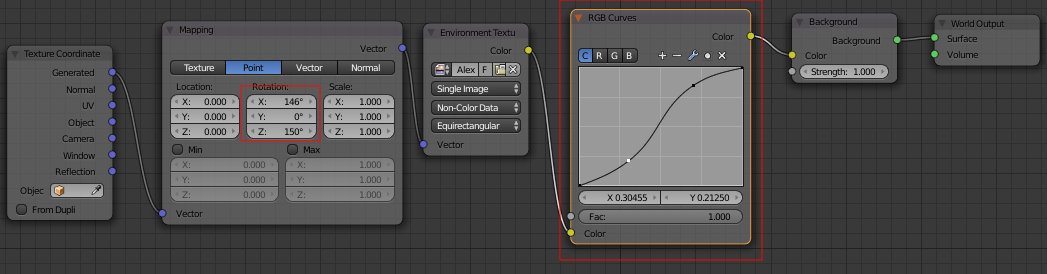 Texture Coordinate
Generated
Normal
UV
Object
Camera
Window
Reflection
Objec
From Dupli
Mapping
Vector
Texture Point Vector Normal
Location: Rotation: Scale:
X: 0.000 X: 146° X: 1.000
Y: 0.000 Y: 0° Y: 1.000
Z: 0.000 Z: 150° Z: 1.000
Min Max
X: 0.000 X: 1.000
Y: 0.000 Y: 1.000
Z: 0.000 Z: 1.000
Vector
Environment Textu
Color
Alex F
Single Image
Non-Color Data
Equirectangular
Vector
RGB Curves
Color
C R G B
X 0.30455 Y 0.21250
Fac: 1.000
Color
Background
Background
Color
Strength: 1.000
World Output
Surface
Volume